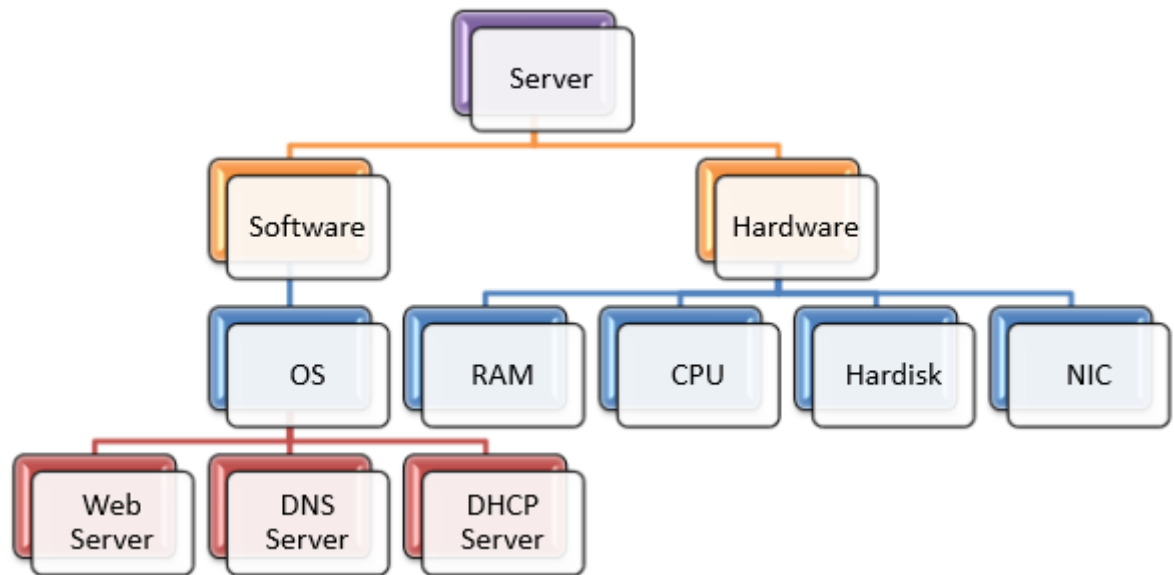 Server
Software
Hardware
OS
RAM
CPU
Hardisk
NIC
Web
Server
DNS
Server
DHCP
Server